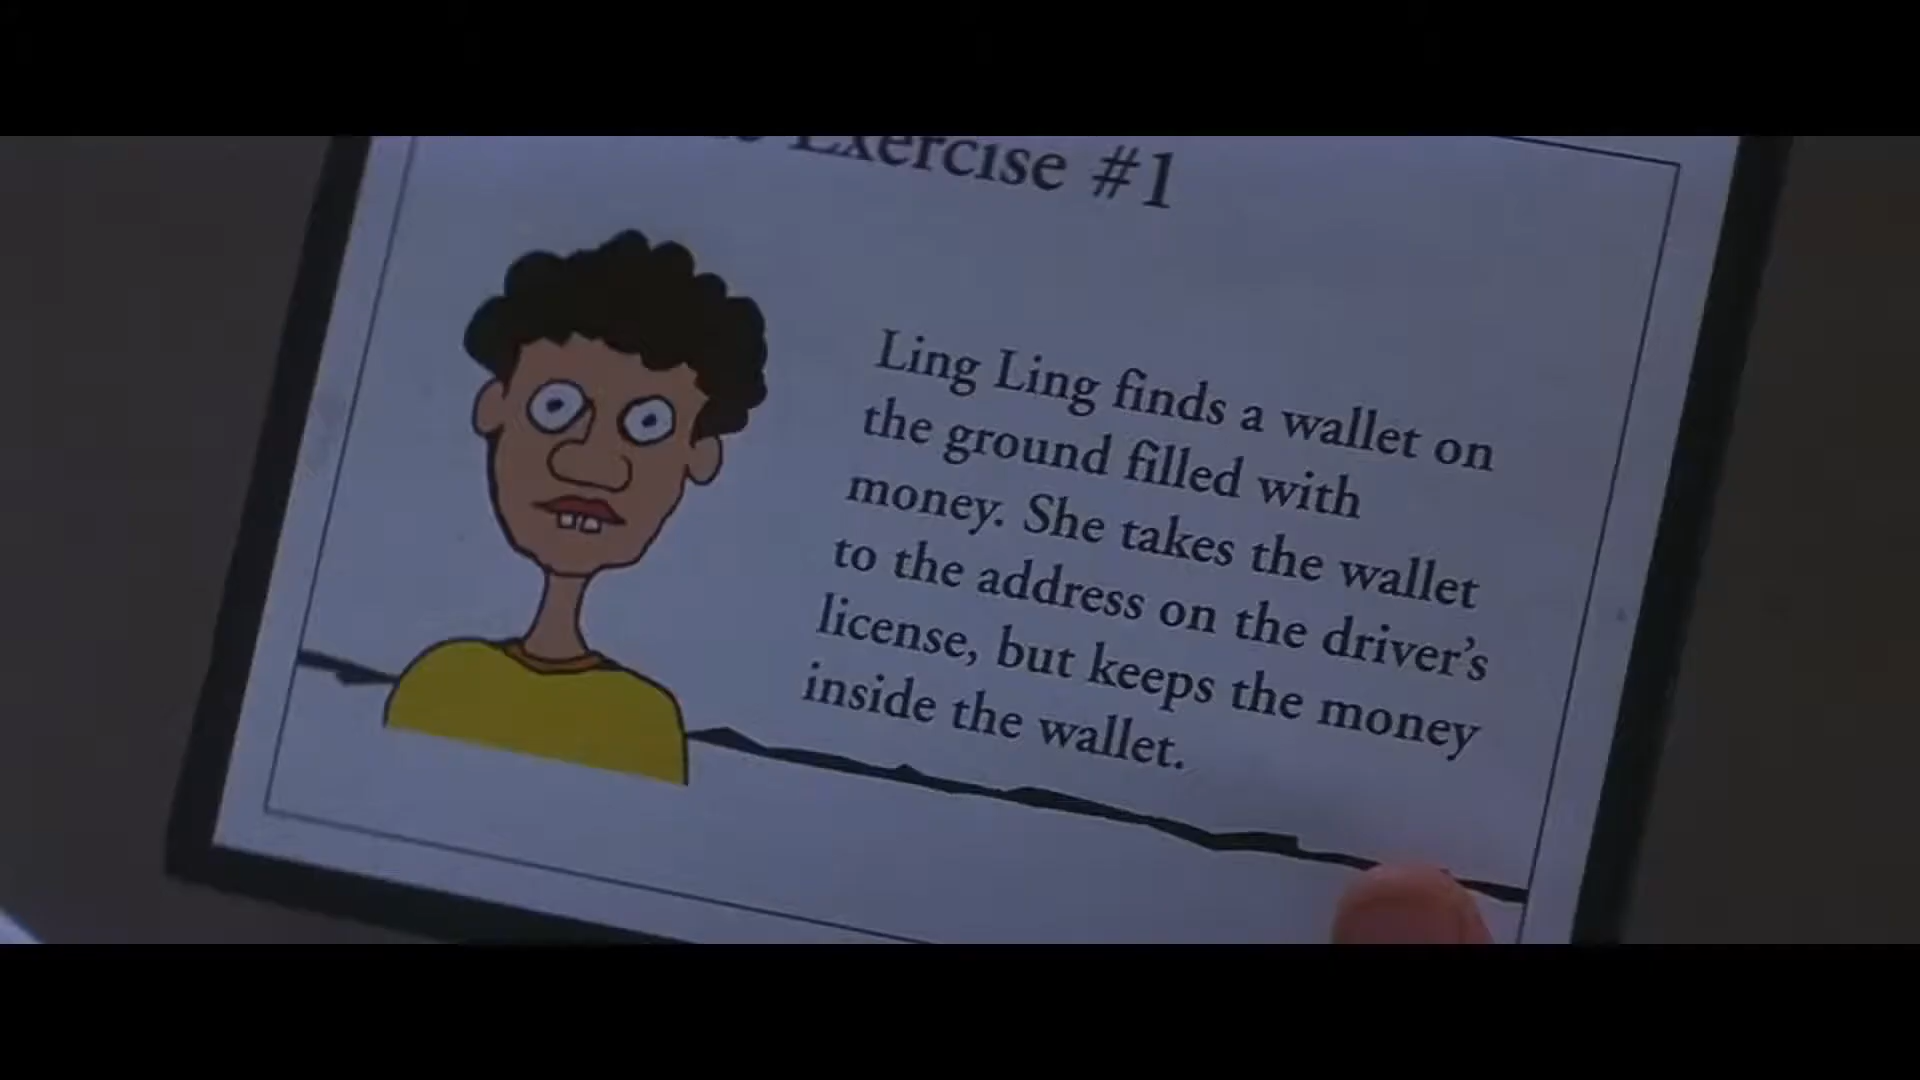 Exercise #1
Ling Ling finds a wallet on
the ground filled with
money. She takes the wallet
to the address on the driver's
license, but keeps the money
inside the wallet.